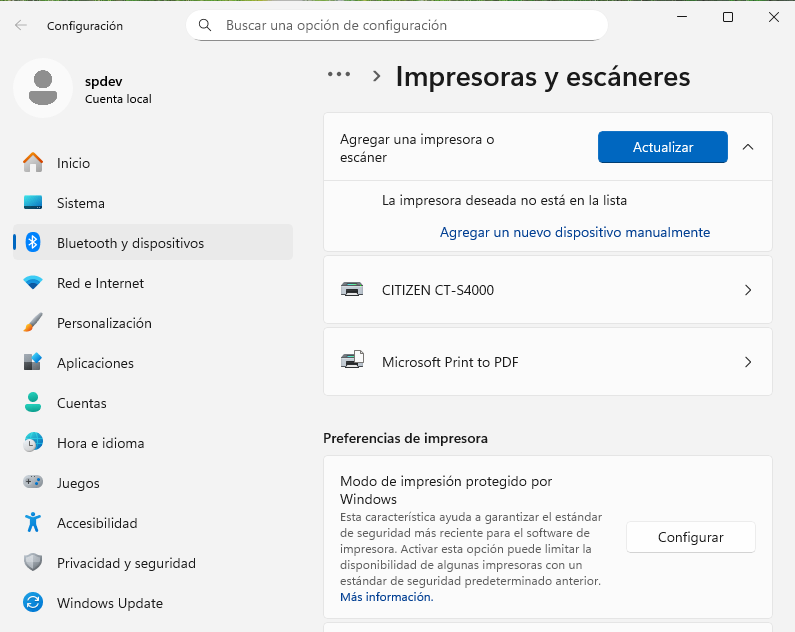 Configuración
Buscar una opción de configuración
spdev
Cuenta local
Inicio
Sistema
Bluetooth y dispositivos
Red e Internet
Personalización
Aplicaciones
Cuentas
Hora e idioma
Juegos
Accesibilidad
Privacidad y seguridad
Windows Update
Impresoras y escáneres
Agregar una impresora o
escáner
Actualizar
La impresora deseada no está en la lista
Agregar un nuevo dispositivo manualmente
CITIZEN CT-S4000
Microsoft Print to PDF
Preferencias de impresora
Modo de impresión protegido por
Windows
Esta característica ayuda a garantizar el estándar
de seguridad más reciente para el software de
impresora. Activar esta opción puede limitar la
disponibilidad de algunas impresoras con un
estándar de seguridad predeterminado anterior.
Más información.
Configurar